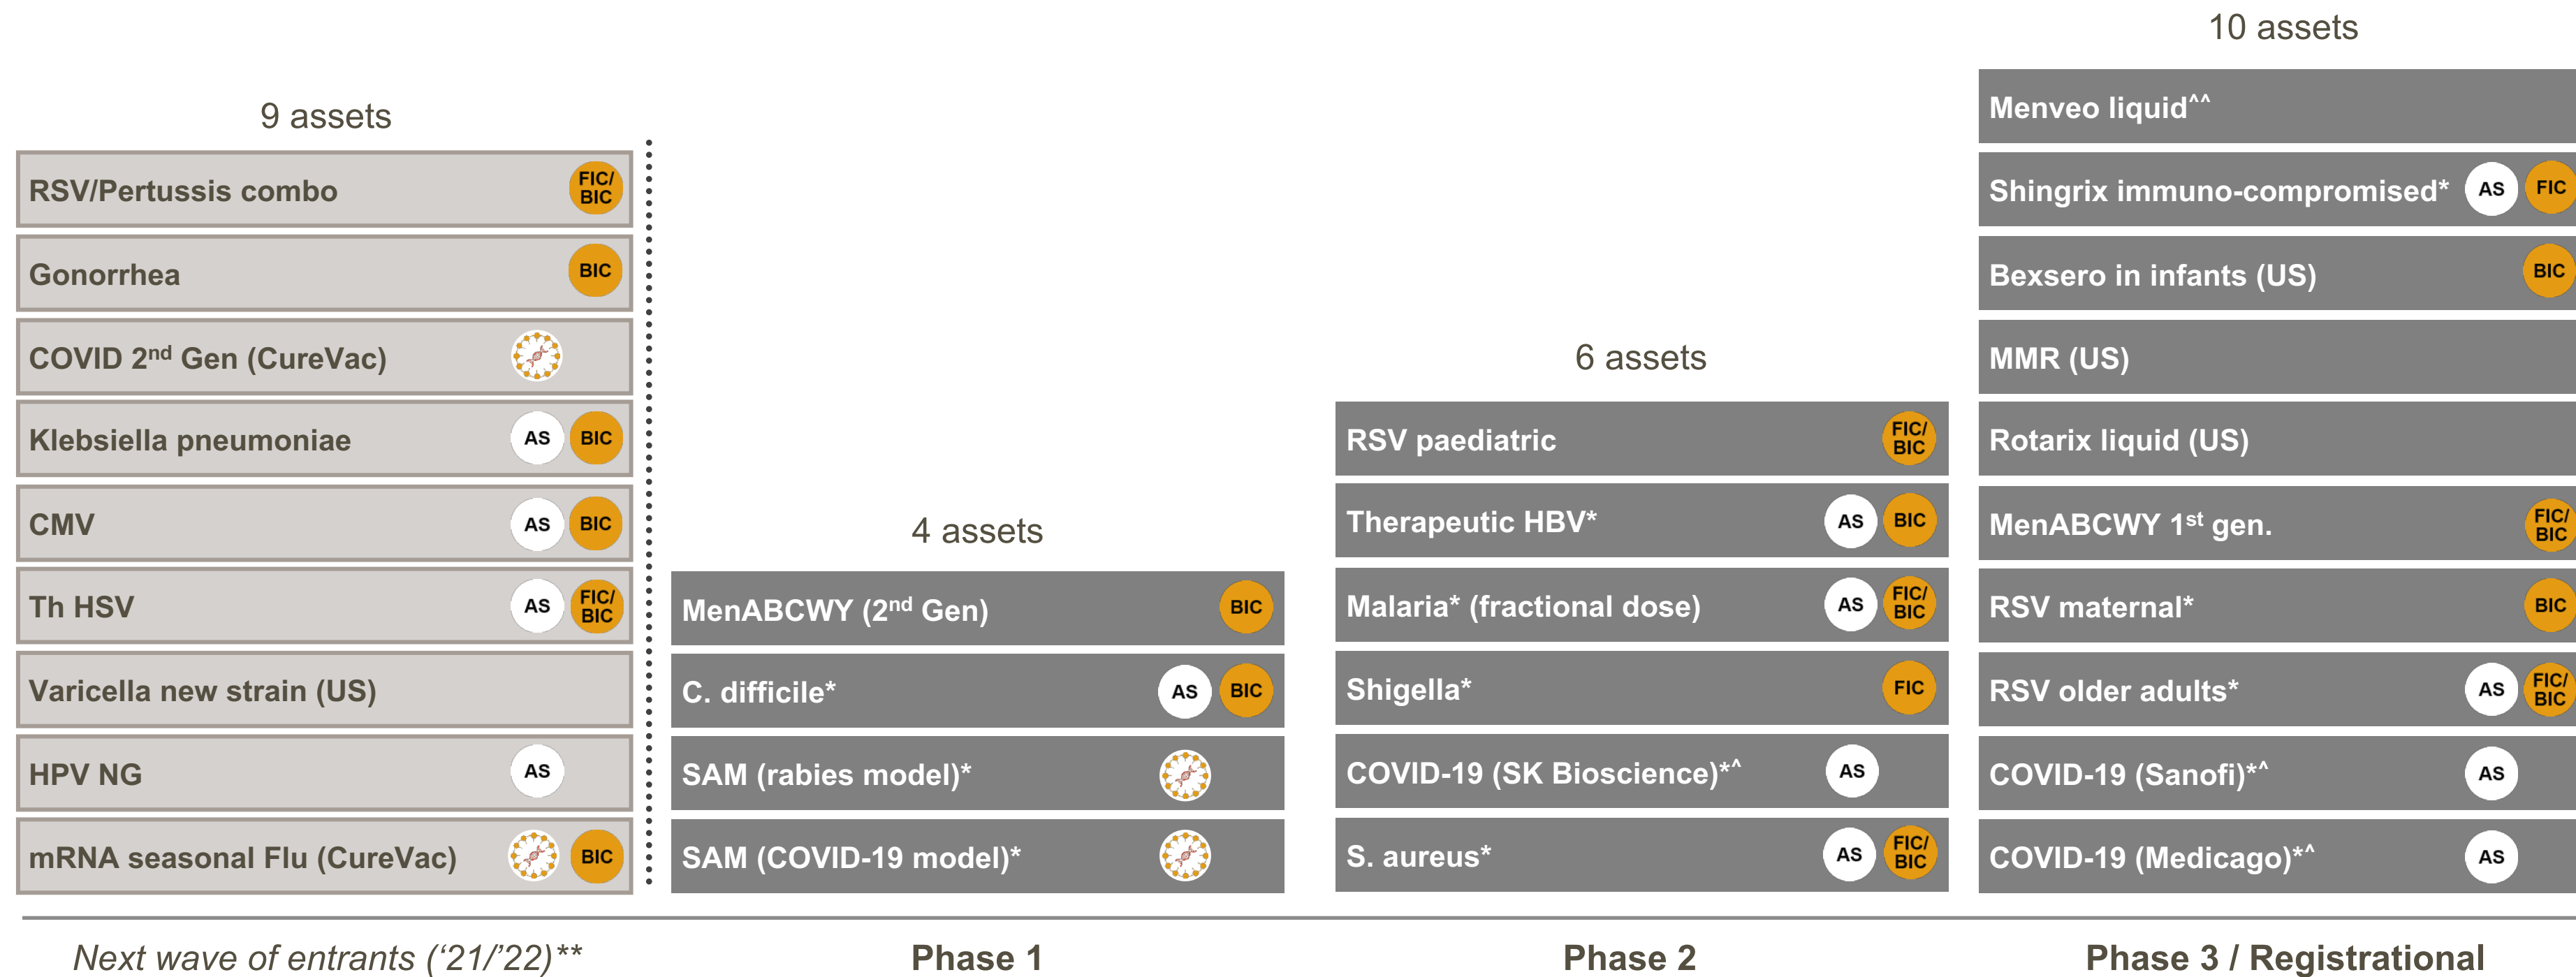 9 assets
RSV/Pertussis combo FIC/ BIC
Gonorrhea BIC
COVID 2nd Gen (CureVac)
Klebsiella pneumoniae AS BIC
CMV AS BIC
Th HSV AS FIC/ BIC
Varicella new strain (US)
HPV NG AS
mRNA seasonal Flu (CureVac) BIC
Next wave of entrants (‘21/’22)**
4 assets
MenABCWY (2nd Gen) BIC
C. difficile* AS BIC
SAM (rabies model)*
SAM (COVID-19 model)*
Phase 1
6 assets
RSV paediatric FIC/ BIC
Therapeutic HBV* AS BIC
Malaria* (fractional dose) AS FIC/ BIC
Shigella* FIC
COVID-19 (SK Bioscience)*^ AS
S. aureus* AS FIC/ BIC
Phase 2
10 assets
Menveo liquid^^
Shingrix immuno-compromised* AS FIC
Bexsero in infants (US) BIC
MMR (US)
Rotarix liquid (US)
MenABCWY 1st gen. FIC/ BIC
RSV maternal* BIC
RSV older adults* AS FIC/ BIC
COVID-19 (Sanofi)*^ AS
COVID-19 (Medicago)*^ AS
Phase 3 / Registrational